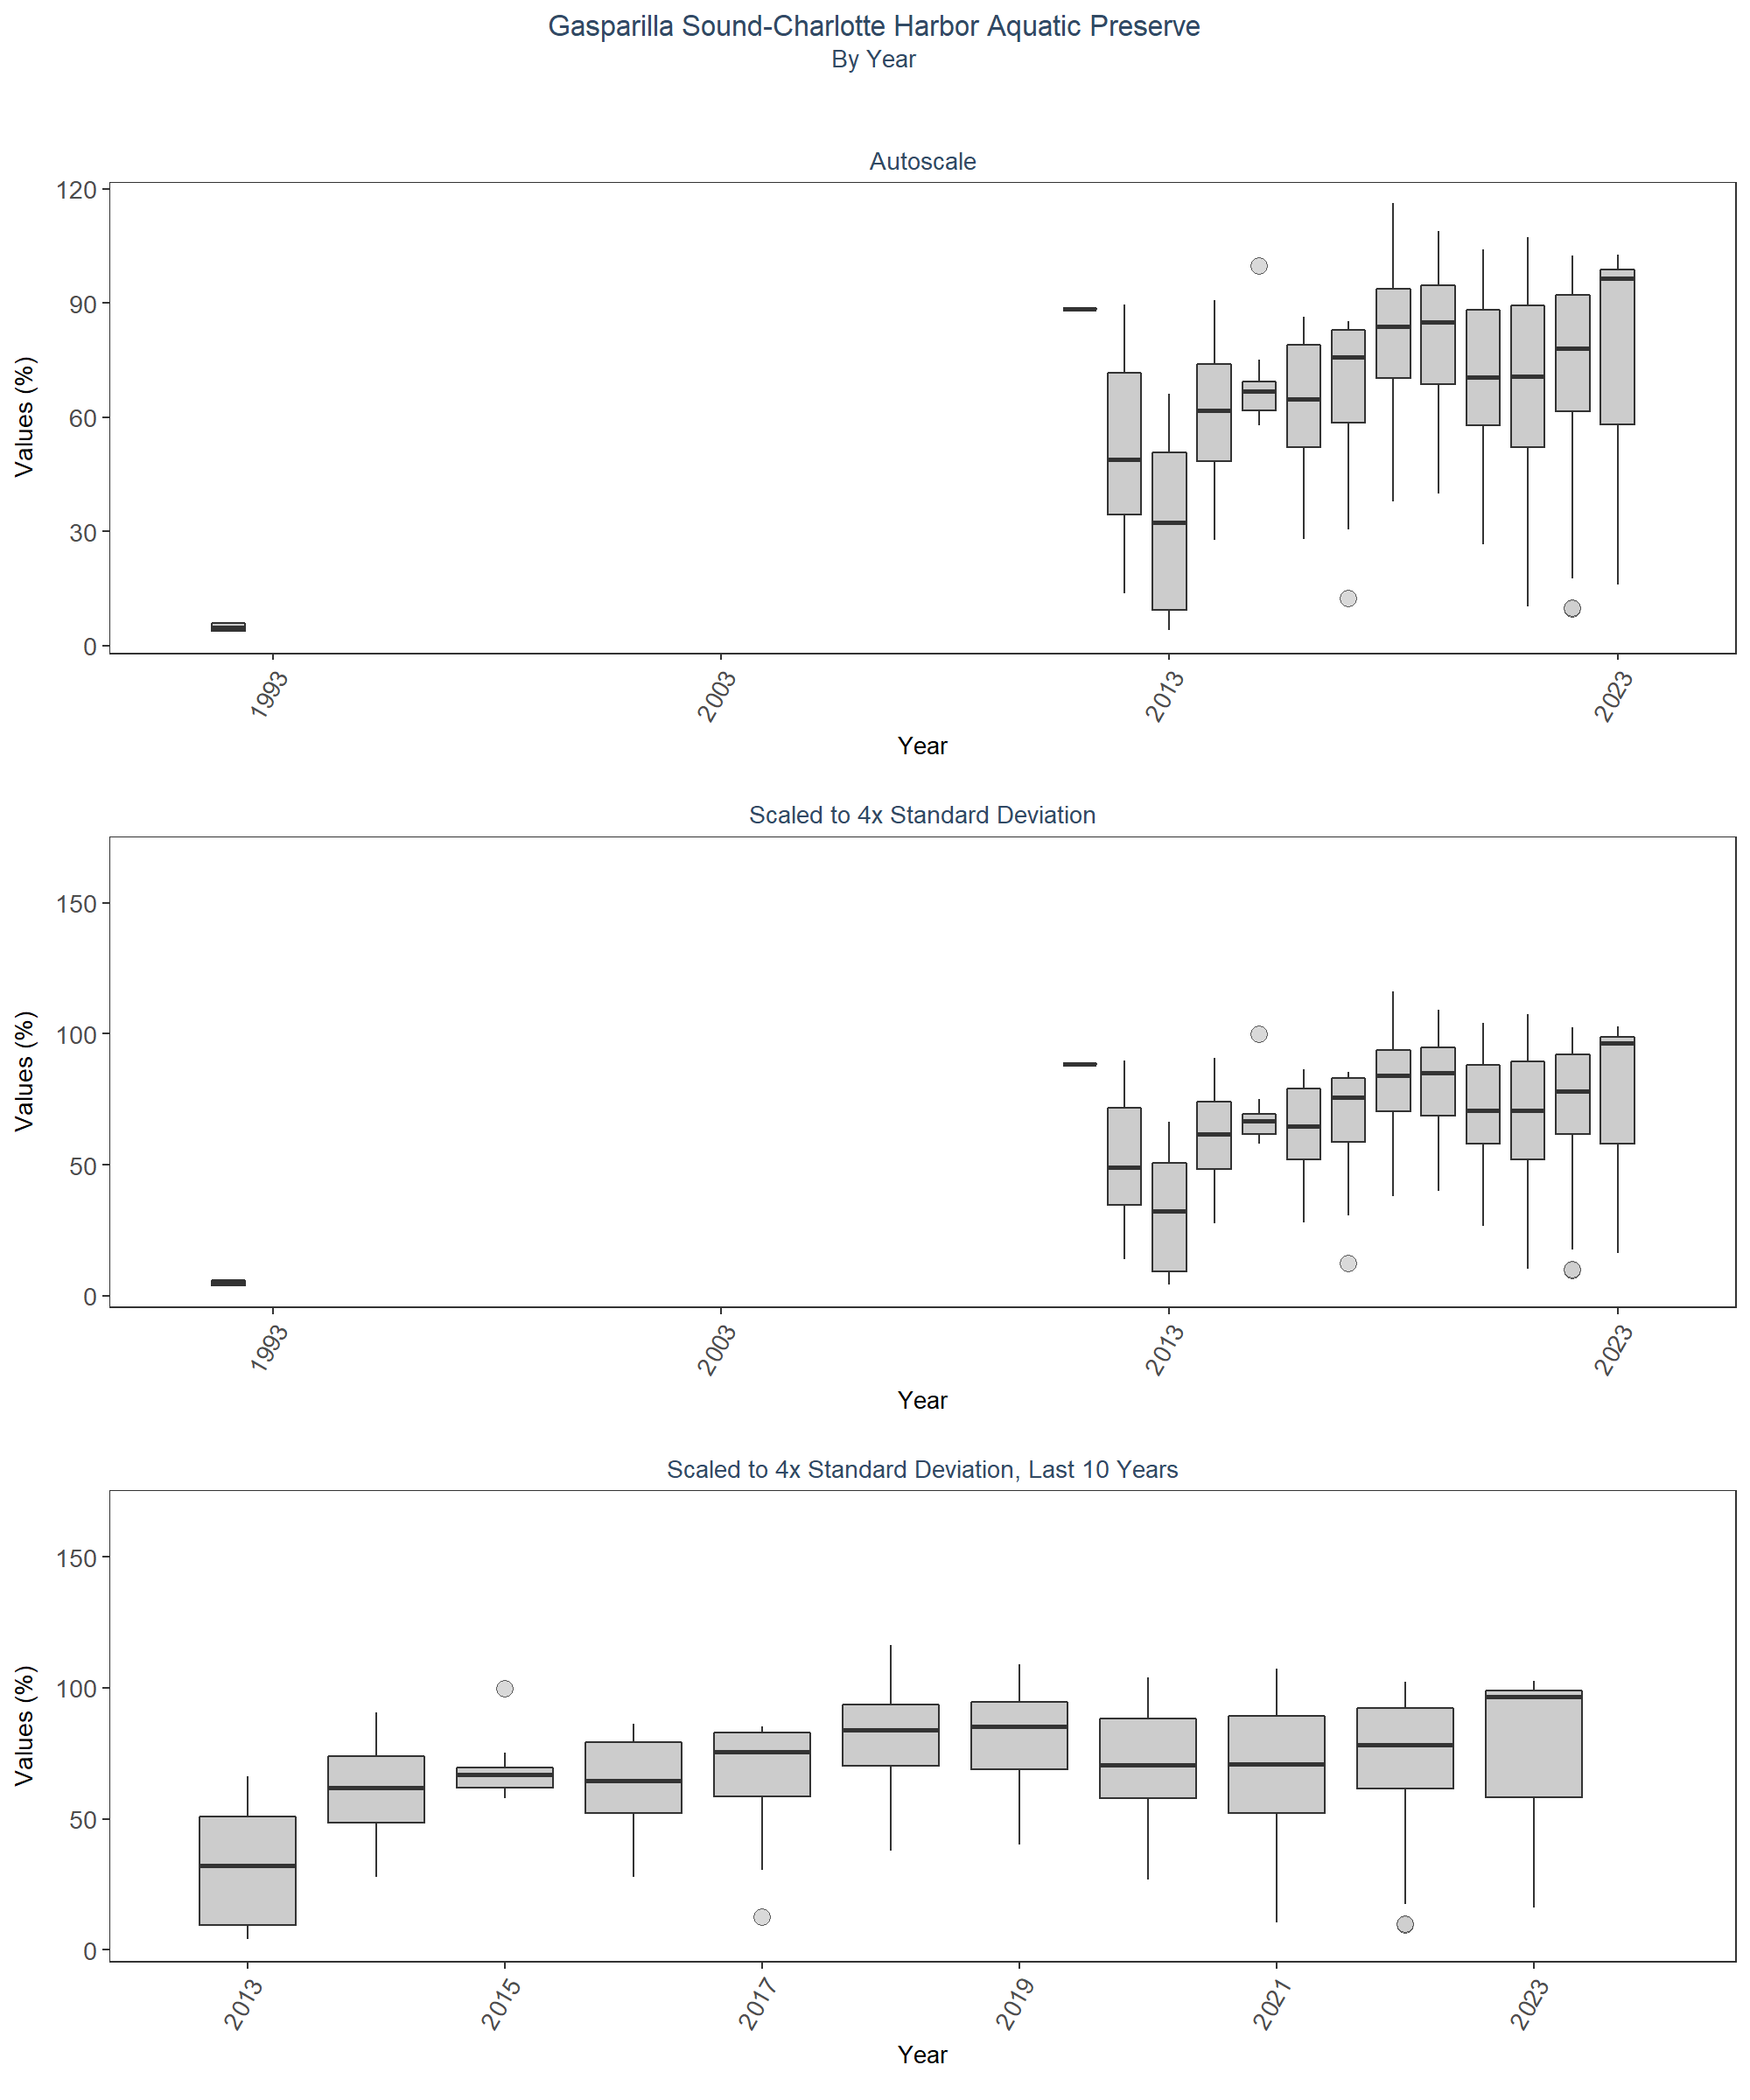 Gasparilla Sound-Charlotte Harbor Aquatic Preserve
By Year
Autoscale
120
90
60
30
0
Values (%)
1993
2003
2013
2023
Year
Scaled to 4x Standard Deviation
150
100
50
0
Values (%)
1993
2003
2013
2023
Year
Scaled to 4x Standard Deviation, Last 10 Years
150
100
50
0
Values (%)
2013
2015
2017
2019
2021
2023
Year